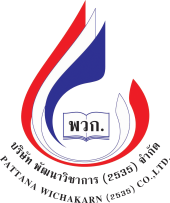 พวก.
บริษัท พัฒนาวิชาการ (2535) จำกัด
PATTANA WICHAKARN (2535) CO.,LTD.